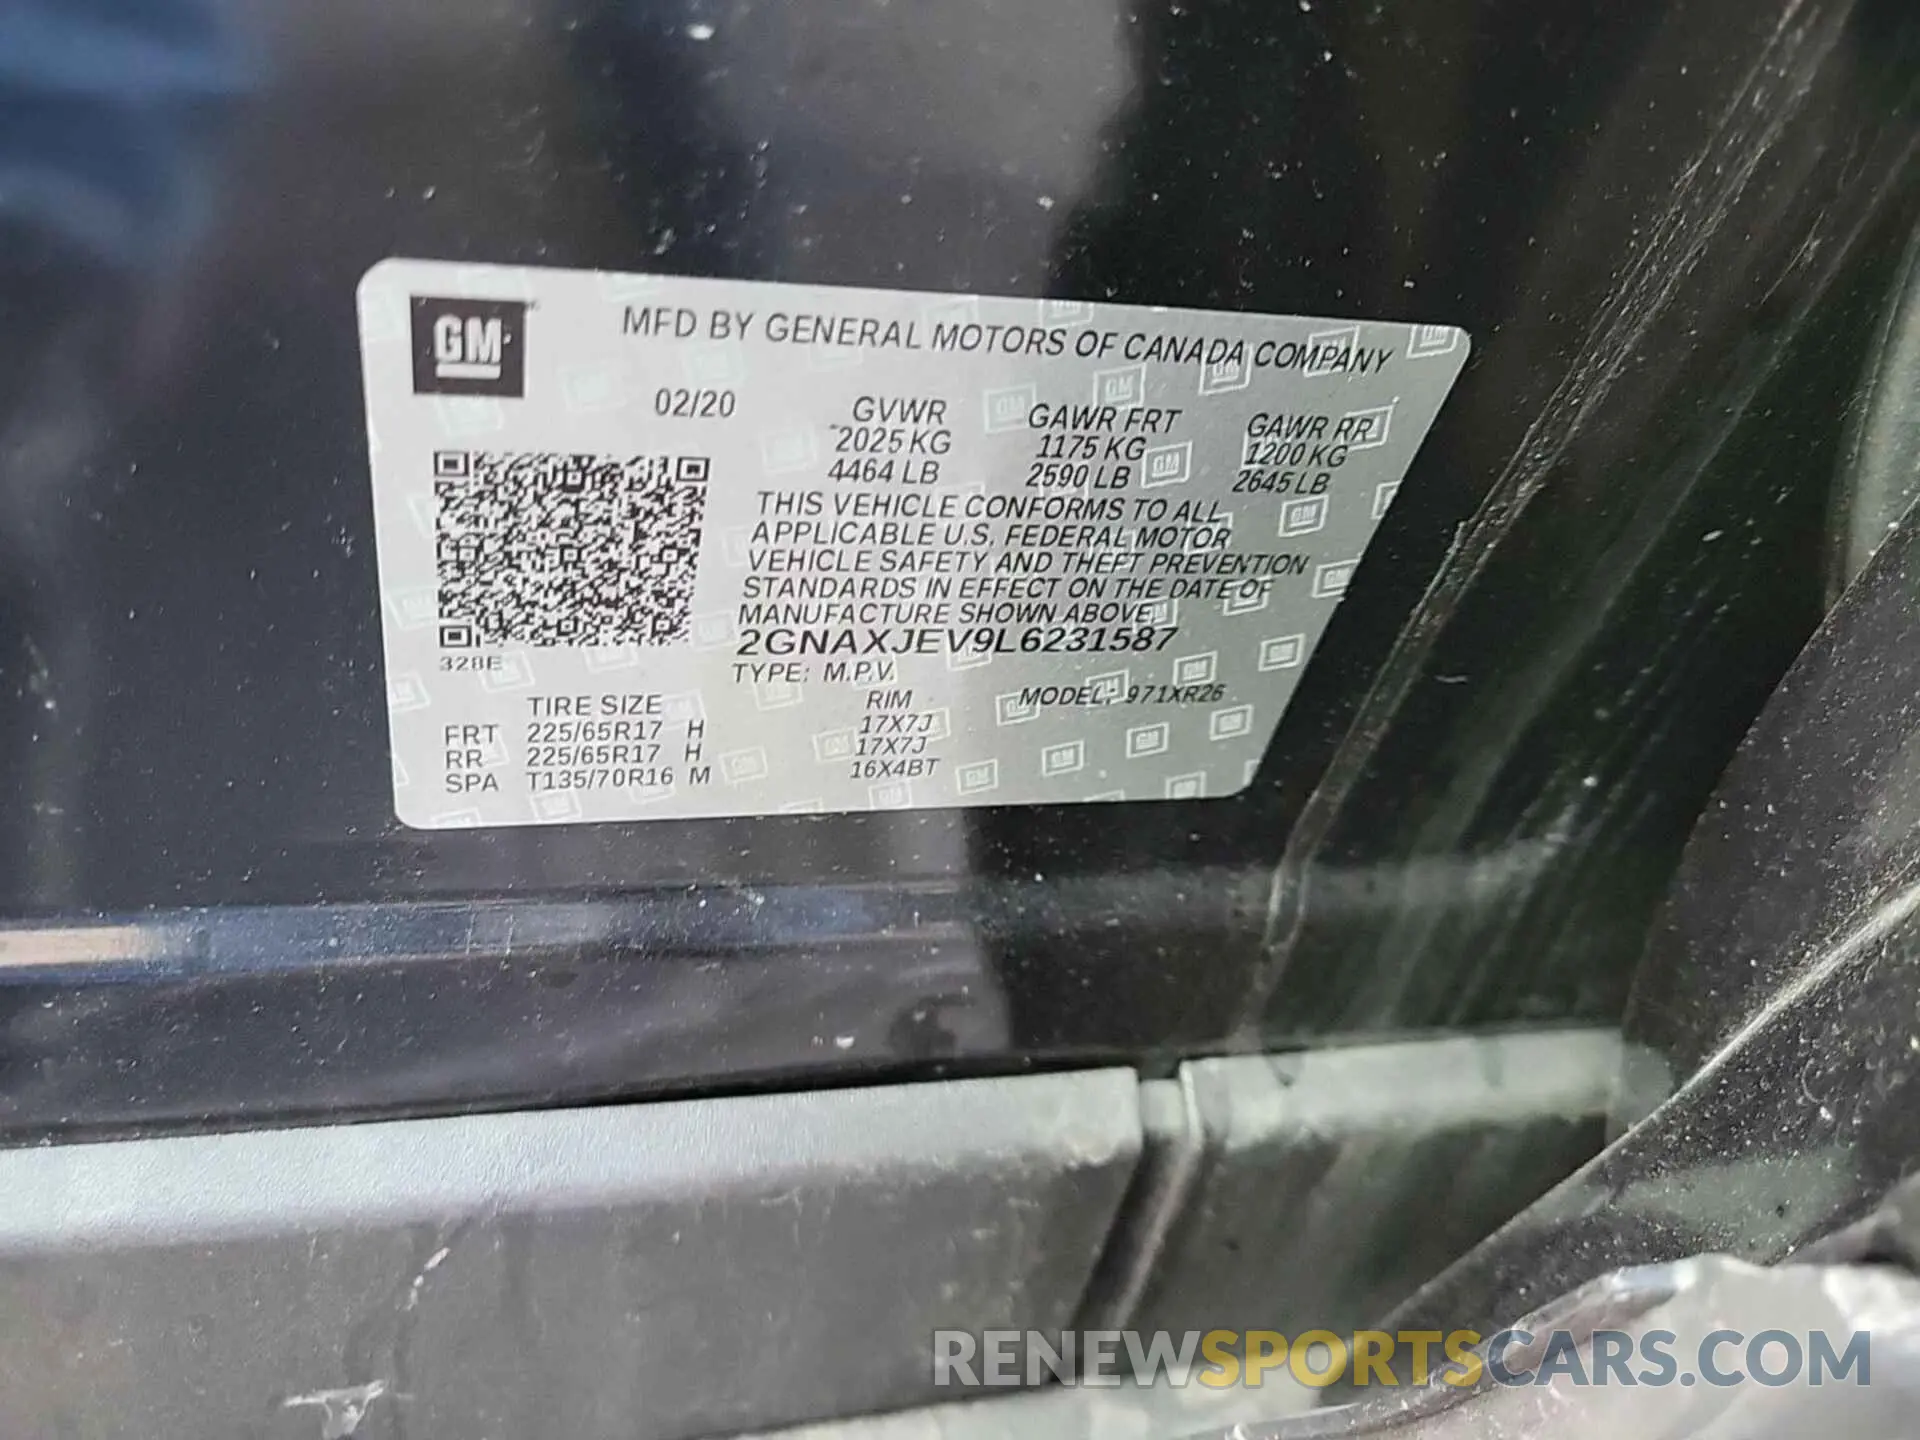 GM
MFD BY GENERAL MOTORS OF CANADA COMPANY
02/20
GVWR GAWR FRT GAWR RR
2025 KG 1175 KG 1200 KG
4464 LB 2590 LB 2645 LB
THIS VEHICLE CONFORMS TO ALL
APPLICABLE U.S. FEDERAL MOTOR
VEHICLE SAFETY AND THEFT PREVENTION
STANDARDS IN EFFECT ON THE DATE OF
MANUFACTURE SHOWN ABOVE.
2GNAXJEV9L6231587
328E
TYPE: M.P.V.
TIRE SIZE RIM MODEL: 971XR26
FRT 225/65R17 H 17X7J
RR 225/65R17 H 17X7J
SPA T135/70R16 M 16X4BT
RENEWSPORTSCARS.COM